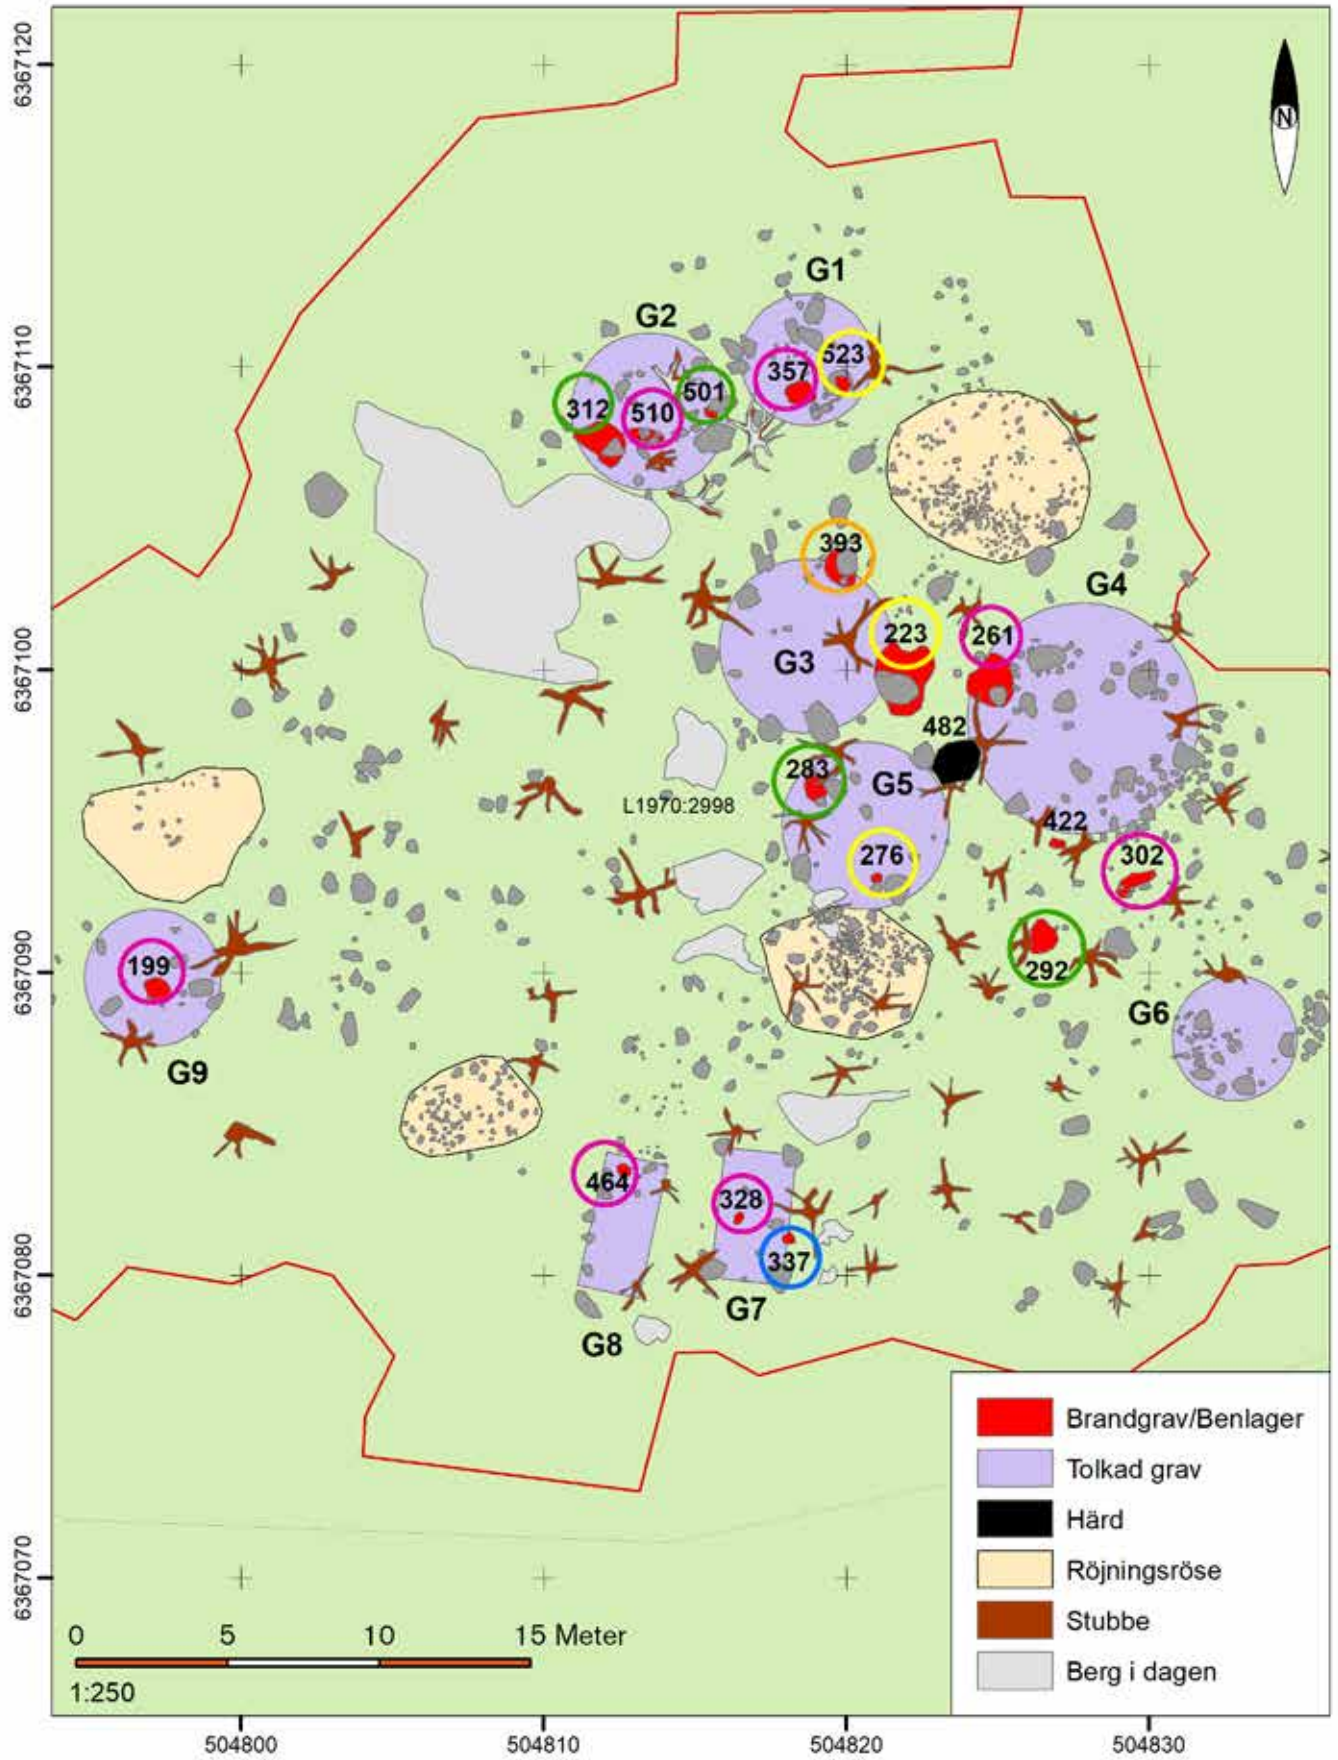 6367120
N
G1
G2
6367110
523
357
501
312
510
393
G4
223
261
6367100
G3
482
283
G5
L1970:2998
422
276
302
199
6367090
292
G6
G9
464
328
337
6367080
G7
G8
Brandgrav/Benlager
Tolkad grav
Härd
Röjningsröse
6367070
Stubbe
0 5 10 15 Meter
Berg i dagen
1:250
504800 504810 504820 504830